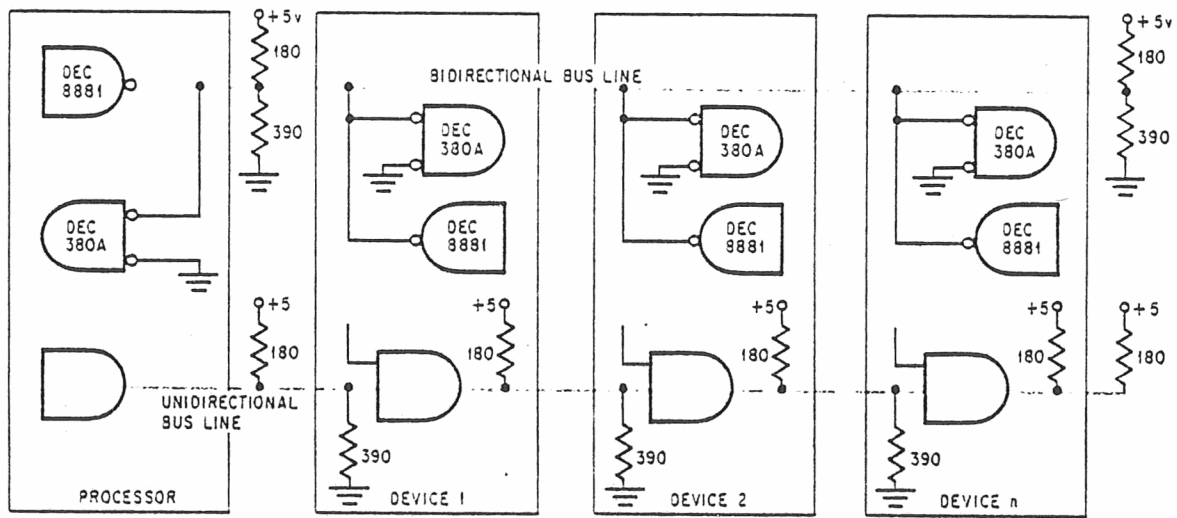 +5v
180
390
DEC
8881
DEC
380A
+5
180
PROCESSOR
UNIDIRECTIONAL
BUS LINE
BIDIRECTIONAL BUS LINE
DEC
380A
DEC
8881
+5
180
390
DEVICE 1
DEC
380A
DEC
8881
+5
180
390
DEVICE 2
DEC
380A
DEC
8881
+5
180
390
DEVICE n
+5v
180
390
+5
180